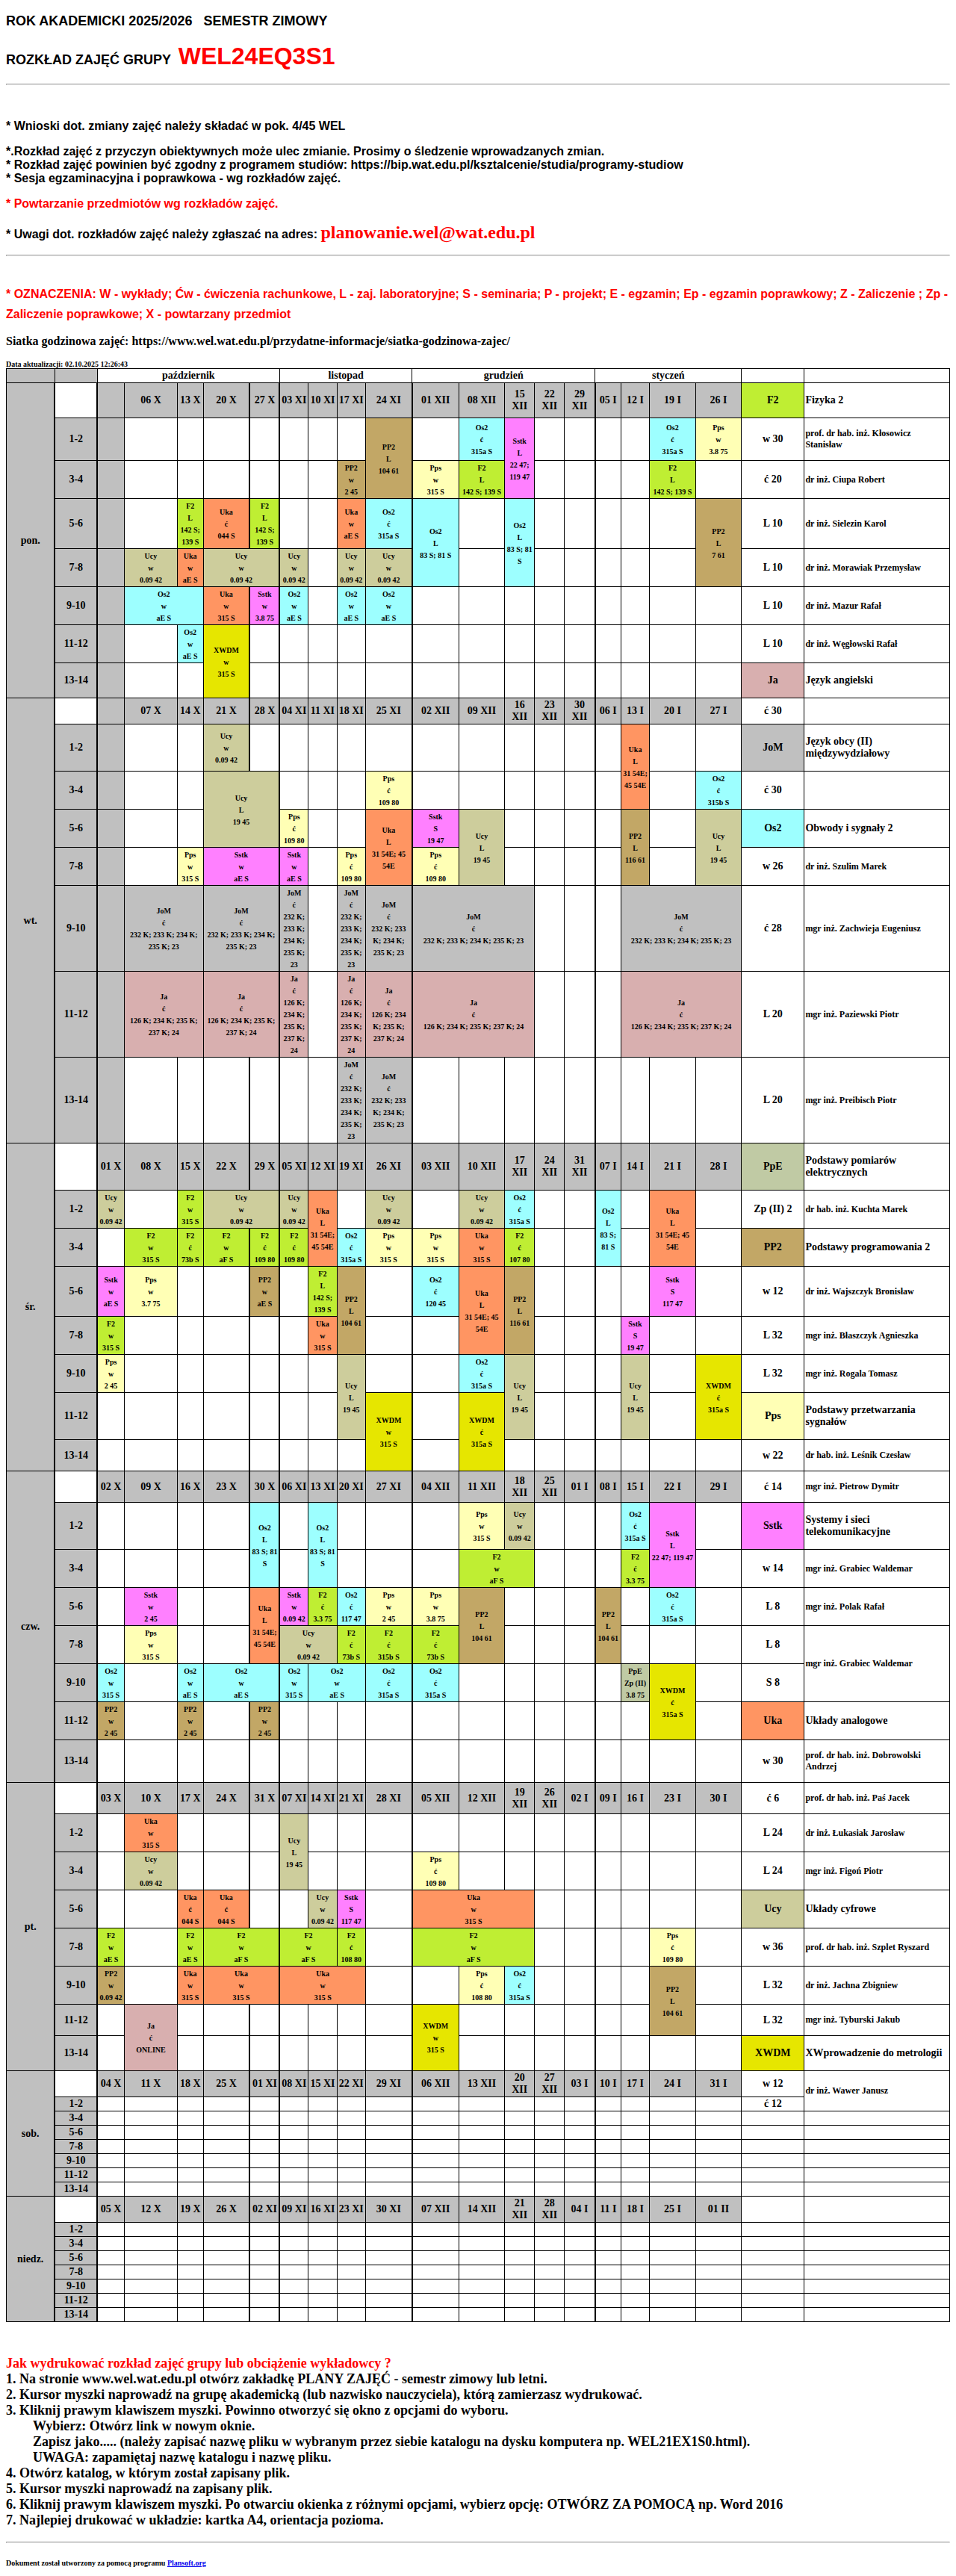 ROK AKADEMICKI 2025/2026 SEMESTR ZIMOWY
ROZKŁAD ZAJĘĆ GRUPY WEL24EQ3S1
* Wnioski dot. zmiany zajęć należy składać w pok. 4/45 WEL
*.Rozkład zajęć z przyczyn obiektywnych może ulec zmianie. Prosimy o śledzenie wprowadzanych zmian.
* Rozkład zajęć powinien być zgodny z programem studiów: https://bip.wat.edu.pl/ksztalcenie/studia/programy-studiow
* Sesja egzaminacyjna i poprawkowa - wg rozkładów zajęć.
* Powtarzanie przedmiotów wg rozkładów zajęć.
* Uwagi dot. rozkładów zajęć należy zgłaszać na adres: planowanie.wel@wat.edu.pl
* OZNACZENIA: W - wykłady; Ćw - ćwiczenia rachunkowe, L - zaj. laboratoryjne; S - seminaria; P - projekt; E - egzamin; Ep - egzamin poprawkowy; Z - Zaliczenie ; Zp -
Zaliczenie poprawkowe; X - powtarzany przedmiot
Siatka godzinowa zajęć: https://www.wel.wat.edu.pl/przydatne-informacje/siatka-godzinowa-zajec/
Data aktualizacji: 02.10.2025 12:26:43
październik listopad grudzień styczeń
pon. 06 X 13 X 20 X 27 X 03 XI 10 XI 17 XI 24 XI 01 XII 08 XII 15 XII 22 XII 29 XII 05 I 12 I 19 I 26 I F2 Fizyka 2
1-2 PP2 L 104 61 Os2 ć 315a S Sstk L 22 47; 119 47 Os2 ć 315a S Pps w 3.8 75 w 30 prof. dr hab. inż. Kłosowicz Stanisław
3-4 PP2 w 2 45 Pps w 315 S F2 L 142 S; 139 S F2 L 142 S; 139 S ć 20 dr inż. Ciupa Robert
5-6 F2 L 142 S; 139 S Uka ć 044 S F2 L 142 S; 139 S Uka w aE S Os2 ć 315a S Os2 L 83 S; 81 S Os2 L 83 S; 81 S PP2 L 7 61 L 10 dr inż. Sielezin Karol
7-8 Ucy w 0.09 42 Uka w aE S Ucy w 0.09 42 Ucy w 0.09 42 Ucy w 0.09 42 Ucy w 0.09 42 L 10 dr inż. Morawiak Przemysław
9-10 Os2 w aE S Uka w 315 S Sstk w 3.8 75 Os2 w aE S Os2 w aE S Os2 w aE S L 10 dr inż. Mazur Rafał
11-12 Os2 w aE S XWDM w 315 S L 10 dr inż. Węgłowski Rafał
13-14 Ja Język angielski
wt. 07 X 14 X 21 X 28 X 04 XI 11 XI 18 XI 25 XI 02 XII 09 XII 16 XII 23 XII 30 XII 06 I 13 I 20 I 27 I ć 30
1-2 Ucy w 0.09 42 Uka L 31 54E; 45 54E JoM Język obcy (II) międzywydziałowy
3-4 Ucy L 19 45 Pps ć 109 80 Os2 ć 315b S ć 30
5-6 Pps ć 109 80 Uka L 31 54E; 45 54E Sstk S 19 47 Ucy L 19 45 PP2 L 116 61 Ucy L 19 45 Os2 Obwody i sygnały 2
7-8 Pps w 315 S Sstk w aE S Sstk w aE S Pps ć 109 80 Pps ć 109 80 w 26 dr inż. Szulim Marek
9-10 JoM ć 232 K; 233 K; 234 K; 235 K; 23 JoM ć 232 K; 233 K; 234 K; 235 K; 23 JoM ć 232 K; 233 K; 234 K; 235 K; 23 JoM ć 232 K; 233 K; 234 K; 235 K; 23 JoM ć 232 K; 233 K; 234 K; 235 K; 23 JoM ć 232 K; 233 K; 234 K; 235 K; 23 JoM ć 232 K; 233 K; 234 K; 235 K; 23 ć 28 mgr inż. Zachwieja Eugeniusz
11-12 Ja ć 126 K; 234 K; 235 K; 237 K; 24 Ja ć 126 K; 234 K; 235 K; 237 K; 24 Ja ć 126 K; 234 K; 235 K; 237 K; 24 Ja ć 126 K; 234 K; 235 K; 237 K; 24 Ja ć 126 K; 234 K; 235 K; 237 K; 24 Ja ć 126 K; 234 K; 235 K; 237 K; 24 Ja ć 126 K; 234 K; 235 K; 237 K; 24 L 20 mgr inż. Paziewski Piotr
13-14 JoM ć 232 K; 233 K; 234 K; 235 K; 23 JoM ć 232 K; 233 K; 234 K; 235 K; 23 L 20 mgr inż. Preibisch Piotr
śr. 01 X 08 X 15 X 22 X 29 X 05 XI 12 XI 19 XI 26 XI 03 XII 10 XII 17 XII 24 XII 31 XII 07 I 14 I 21 I 28 I PpE Podstawy pomiarów elektrycznych
1-2 Ucy w 0.09 42 F2 w 315 S Ucy w 0.09 42 Ucy w 0.09 42 Uka L 31 54E; 45 54E Ucy w 0.09 42 Ucy w 0.09 42 Os2 ć 315a S Os2 L 83 S; 81 S Uka L 31 54E; 45 54E Zp (II) 2 dr hab. inż. Kuchta Marek
3-4 F2 w 315 S F2 ć 73b S F2 w aF S F2 ć 109 80 F2 ć 109 80 Os2 ć 315a S Pps w 315 S Pps w 315 S Uka w 315 S F2 ć 107 80 PP2 Podstawy programowania 2
5-6 Sstk w aE S Pps w 3.7 75 PP2 w aE S F2 L 142 S; 139 S PP2 L 104 61 Os2 ć 120 45 Uka L 31 54E; 45 54E PP2 L 116 61 Sstk S 117 47 w 12 dr inż. Wajszczyk Bronisław
7-8 F2 w 315 S Uka w 315 S Sstk S 19 47 L 32 mgr inż. Błaszczyk Agnieszka
9-10 Pps w 2 45 Ucy L 19 45 Os2 ć 315a S Ucy L 19 45 Ucy L 19 45 XWDM ć 315a S L 32 mgr inż. Rogala Tomasz
11-12 XWDM w 315 S XWDM ć 315a S Pps Podstawy przetwarzania sygnałów
13-14 w 22 dr hab. inż. Leśnik Czesław
czw. 02 X 09 X 16 X 23 X 30 X 06 XI 13 XI 20 XI 27 XI 04 XII 11 XII 18 XII 25 XII 01 I 08 I 15 I 22 I 29 I ć 14 mgr inż. Pietrow Dymitr
1-2 Os2 L 83 S; 81 S Os2 L 83 S; 81 S Pps w 315 S Ucy w 0.09 42 Os2 ć 315a S Sstk L 22 47; 119 47 Sstk Systemy i sieci telekomunikacyjne
3-4 F2 w aF S F2 ć 3.3 75 w 14 mgr inż. Grabiec Waldemar
5-6 Sstk w 2 45 Uka L 31 54E; 45 54E Sstk w 0.09 42 F2 ć 3.3 75 Os2 ć 117 47 Pps w 2 45 Pps w 3.8 75 PP2 L 104 61 PP2 L 104 61 Os2 ć 315a S L 8 mgr inż. Polak Rafał
7-8 Pps w 315 S Ucy w 0.09 42 F2 ć 73b S F2 ć 315b S F2 ć 73b S L 8 mgr inż. Grabiec Waldemar
9-10 Os2 w 315 S Os2 w aE S Os2 w aE S Os2 w 315 S Os2 w aE S Os2 ć 315a S Os2 ć 315a S PpE Zp (II) 3.8 75 XWDM ć 315a S S 8
11-12 PP2 w 2 45 PP2 w 2 45 PP2 w 2 45 Uka Układy analogowe
13-14 w 30 prof. dr hab. inż. Dobrowolski Andrzej
pt. 03 X 10 X 17 X 24 X 31 X 07 XI 14 XI 21 XI 28 XI 05 XII 12 XII 19 XII 26 XII 02 I 09 I 16 I 23 I 30 I ć 6 prof. dr hab. inż. Paś Jacek
1-2 Uka w 315 S Ucy L 19 45 L 24 dr inż. Łukasiak Jarosław
3-4 Ucy w 0.09 42 Pps ć 109 80 L 24 mgr inż. Figoń Piotr
5-6 Uka ć 044 S Uka ć 044 S Ucy w 0.09 42 Sstk S 117 47 Uka w 315 S Ucy Układy cyfrowe
7-8 F2 w aE S F2 w aE S F2 w aF S F2 w aF S F2 ć 108 80 F2 w aF S Pps ć 109 80 w 36 prof. dr hab. inż. Szplet Ryszard
9-10 PP2 w 0.09 42 Uka w 315 S Uka w 315 S Uka w 315 S Pps ć 108 80 Os2 ć 315a S PP2 L 104 61 L 32 dr inż. Jachna Zbigniew
11-12 Ja ć ONLINE XWDM w 315 S L 32 mgr inż. Tyburski Jakub
13-14 XWDM XWprowadzenie do metrologii
sob. 04 X 11 X 18 X 25 X 01 XI 08 XI 15 XI 22 XI 29 XI 06 XII 13 XII 20 XII 27 XII 03 I 10 I 17 I 24 I 31 I w 12 dr inż. Wawer Janusz
1-2 ć 12
3-4
5-6
7-8
9-10
11-12
13-14
niedz. 05 X 12 X 19 X 26 X 02 XI 09 XI 16 XI 23 XI 30 XI 07 XII 14 XII 21 XII 28 XII 04 I 11 I 18 I 25 I 01 II
1-2
3-4
5-6
7-8
9-10
11-12
13-14
Jak wydrukować rozkład zajęć grupy lub obciążenie wykładowcy ?
1. Na stronie www.wel.wat.edu.pl otwórz zakładkę PLANY ZAJĘĆ - semestr zimowy lub letni.
2. Kursor myszki naprowadź na grupę akademicką (lub nazwisko nauczyciela), którą zamierzasz wydrukować.
3. Kliknij prawym klawiszem myszki. Powinno otworzyć się okno z opcjami do wyboru.
Wybierz: Otwórz link w nowym oknie.
Zapisz jako..... (należy zapisać nazwę pliku w wybranym przez siebie katalogu na dysku komputera np. WEL21EX1S0.html).
UWAGA: zapamiętaj nazwę katalogu i nazwę pliku.
4. Otwórz katalog, w którym został zapisany plik.
5. Kursor myszki naprowadź na zapisany plik.
6. Kliknij prawym klawiszem myszki. Po otwarciu okienka z różnymi opcjami, wybierz opcję: OTWÓRZ ZA POMOCĄ np. Word 2016
7. Najlepiej drukować w układzie: kartka A4, orientacja pozioma.
Dokument został utworzony za pomocą programu Plansoft.org